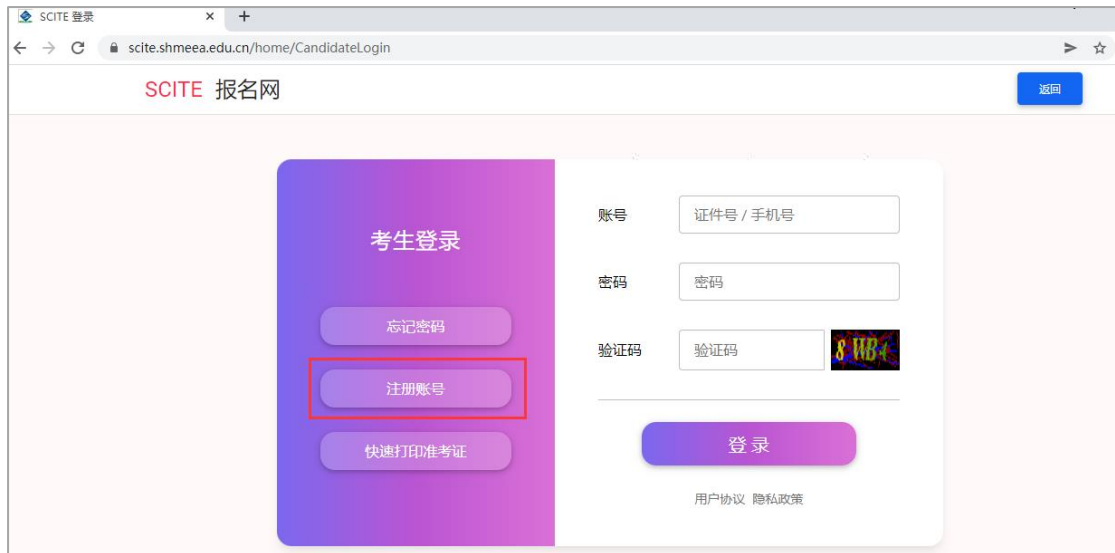 SCITE 登录
scite.shmeea.edu.cn/home/CandidateLogin
SCITE 报名网
返回
考生登录
忘记密码
注册账号
快速打印准考证
账号
证件号 / 手机号
密码
密码
验证码
验证码
登录
用户协议 隐私政策